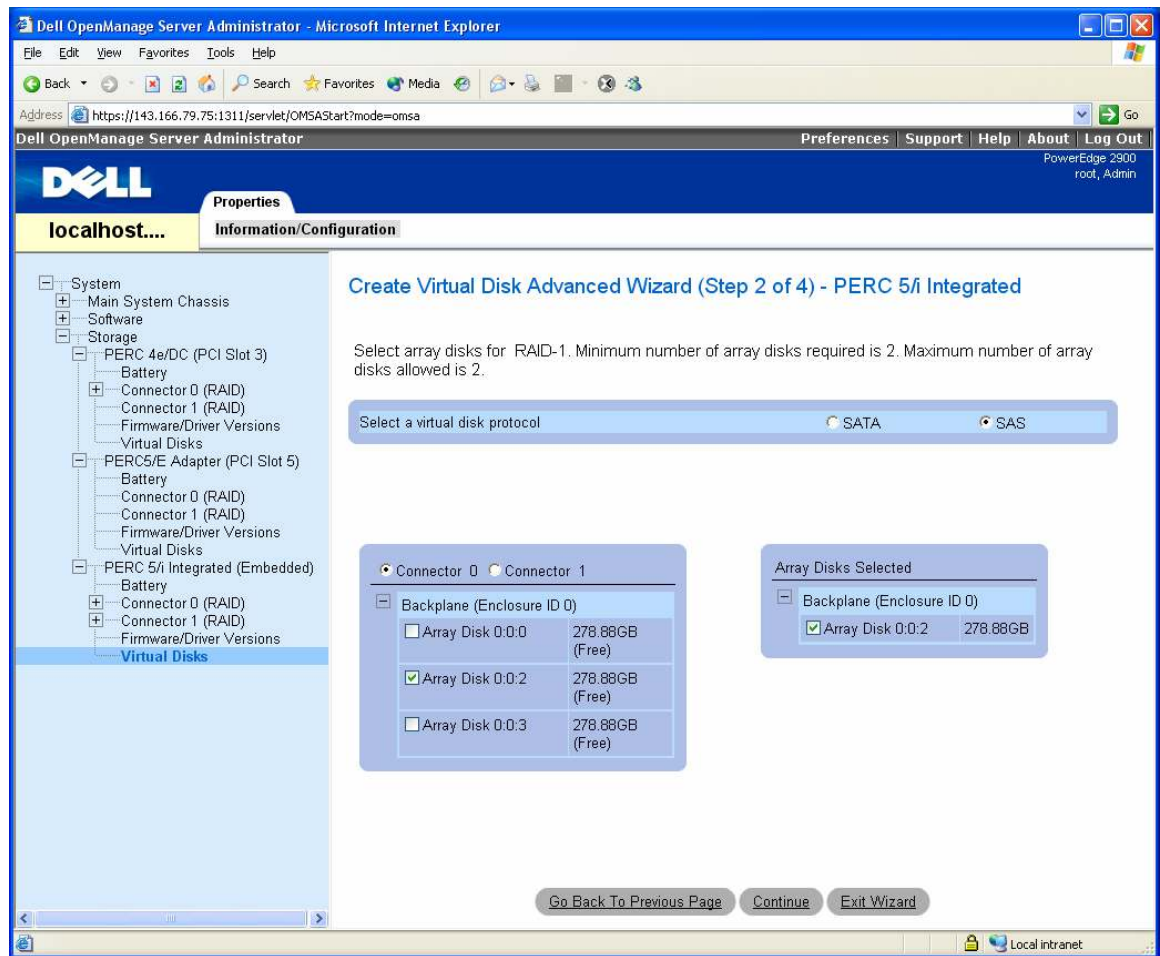 Dell OpenManage Server Administrator - Microsoft Internet Explorer
File Edit View Favorites Tools Help
Back Search Favorites Media
Address https://143.166.79.75:1311/servlet/OMSAStart?mode=omsa Go
Dell OpenManage Server Administrator Preferences | Support | Help | About | Log Out
PowerEdge 2900
root, Admin
DELL
Properties
localhost....
Information/Configuration
System
Main System Chassis
Software
Storage
PERC 4e/DC (PCI Slot 3)
Battery
Connector 0 (RAID)
Connector 1 (RAID)
Firmware/Driver Versions
Virtual Disks
PERC5/E Adapter (PCI Slot 5)
Battery
Connector 0 (RAID)
Connector 1 (RAID)
Firmware/Driver Versions
Virtual Disks
PERC 5/i Integrated (Embedded)
Battery
Connector 0 (RAID)
Connector 1 (RAID)
Firmware/Driver Versions
Virtual Disks
Create Virtual Disk Advanced Wizard (Step 2 of 4) - PERC 5/i Integrated
Select array disks for RAID-1. Minimum number of array disks required is 2. Maximum number of array
disks allowed is 2.
Select a virtual disk protocol SATA SAS
Connector 0 Connector 1
Backplane (Enclosure ID 0)
Array Disk 0:0:0 278.88GB
(Free)
Array Disk 0:0:2 278.88GB
(Free)
Array Disk 0:0:3 278.88GB
(Free)
Array Disks Selected
Backplane (Enclosure ID 0)
Array Disk 0:0:2 278.88GB
Go Back To Previous Page Continue Exit Wizard
Local intranet